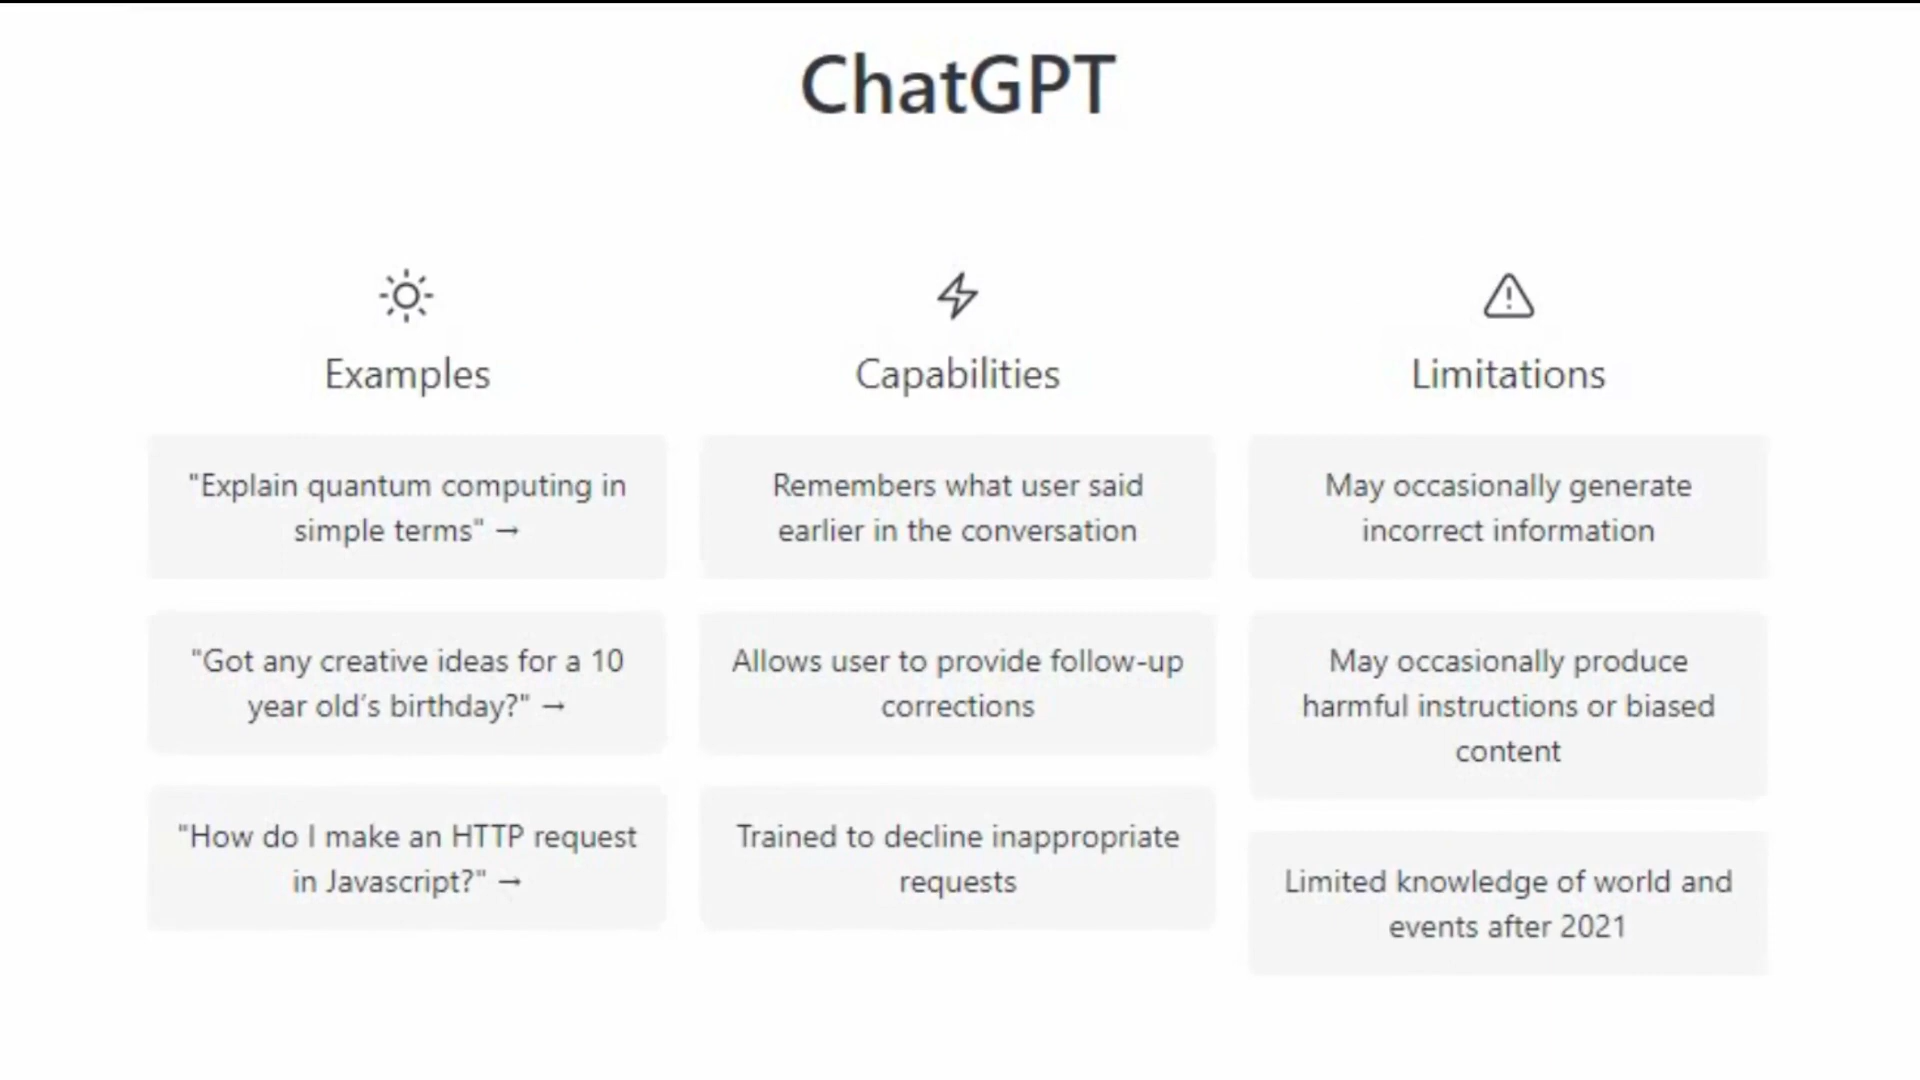 ChatGPT
Examples
"Explain quantum computing in
simple terms" →
"Got any creative ideas for a 10
year old's birthday?" →
"How do I make an HTTP request
in Javascript?" →
Capabilities
Remembers what user said
earlier in the conversation
Allows user to provide follow-up
corrections
Trained to decline inappropriate
requests
Limitations
May occasionally generate
incorrect information
May occasionally produce
harmful instructions or biased
content
Limited knowledge of world and
events after 2021